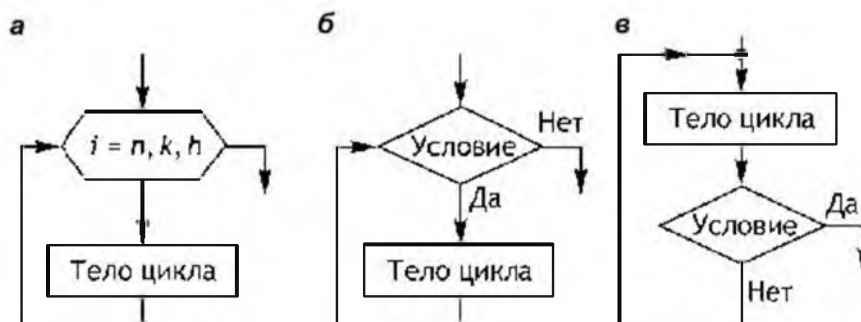 а
i = n, k, h
Тело цикла
б
Условие
Нет
Да
Тело цикла
в
Тело цикла
Условие
Да
Нет